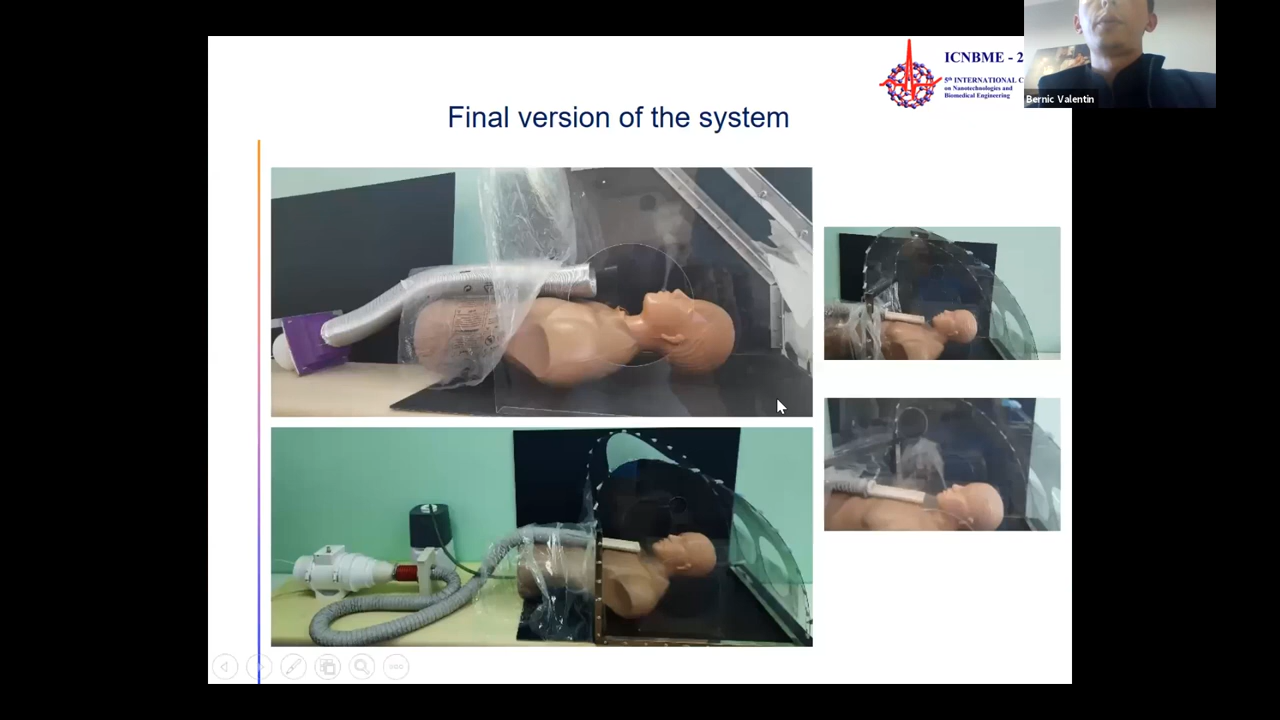 ICNBME - 2
5th INTERNATIONAL C
on Nanotechnologies and
Biomedical Engineering
Bernic Valentin
Final version of the system